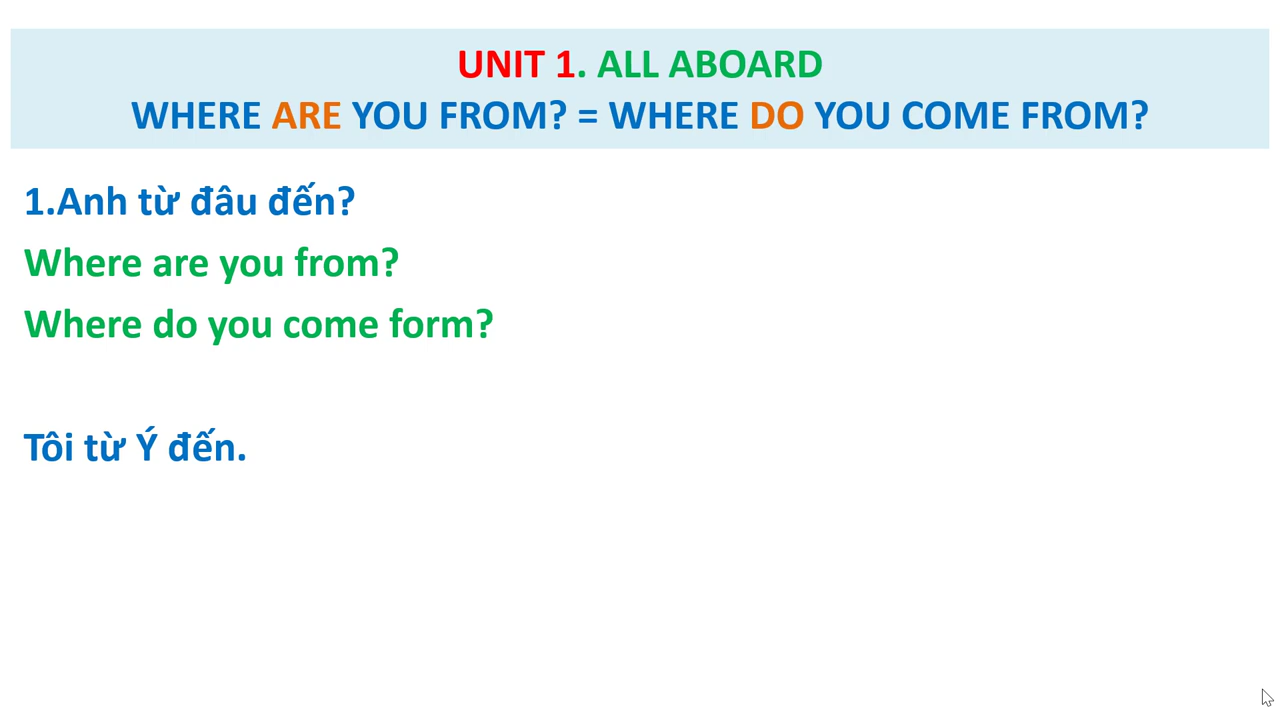 UNIT 1. ALL ABOARD
WHERE ARE YOU FROM? = WHERE DO YOU COME FROM?
1.Anh từ đâu đến?
Where are you from?
Where do you come form?
Tôi từ Ý đến.